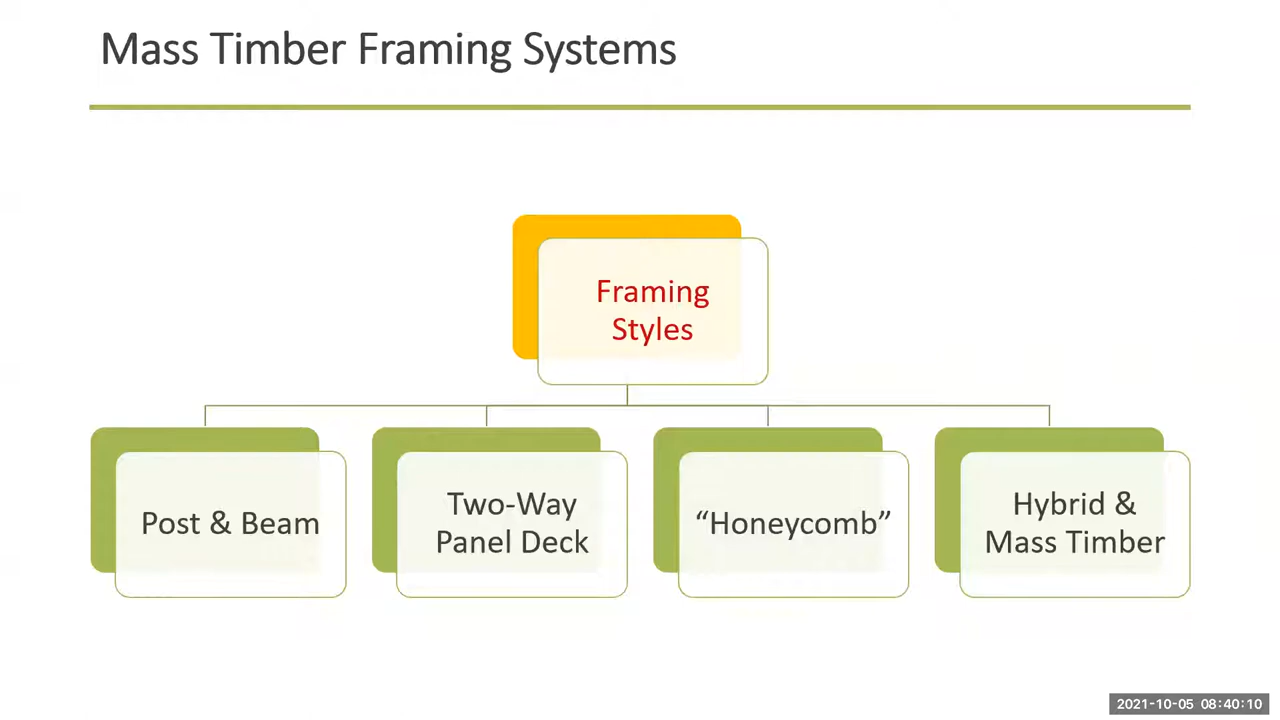 Mass Timber Framing Systems
Framing
Styles
Post & Beam
Two-Way
Panel Deck
“Honeycomb”
Hybrid &
Mass Timber
2021-10-05 08:40:10